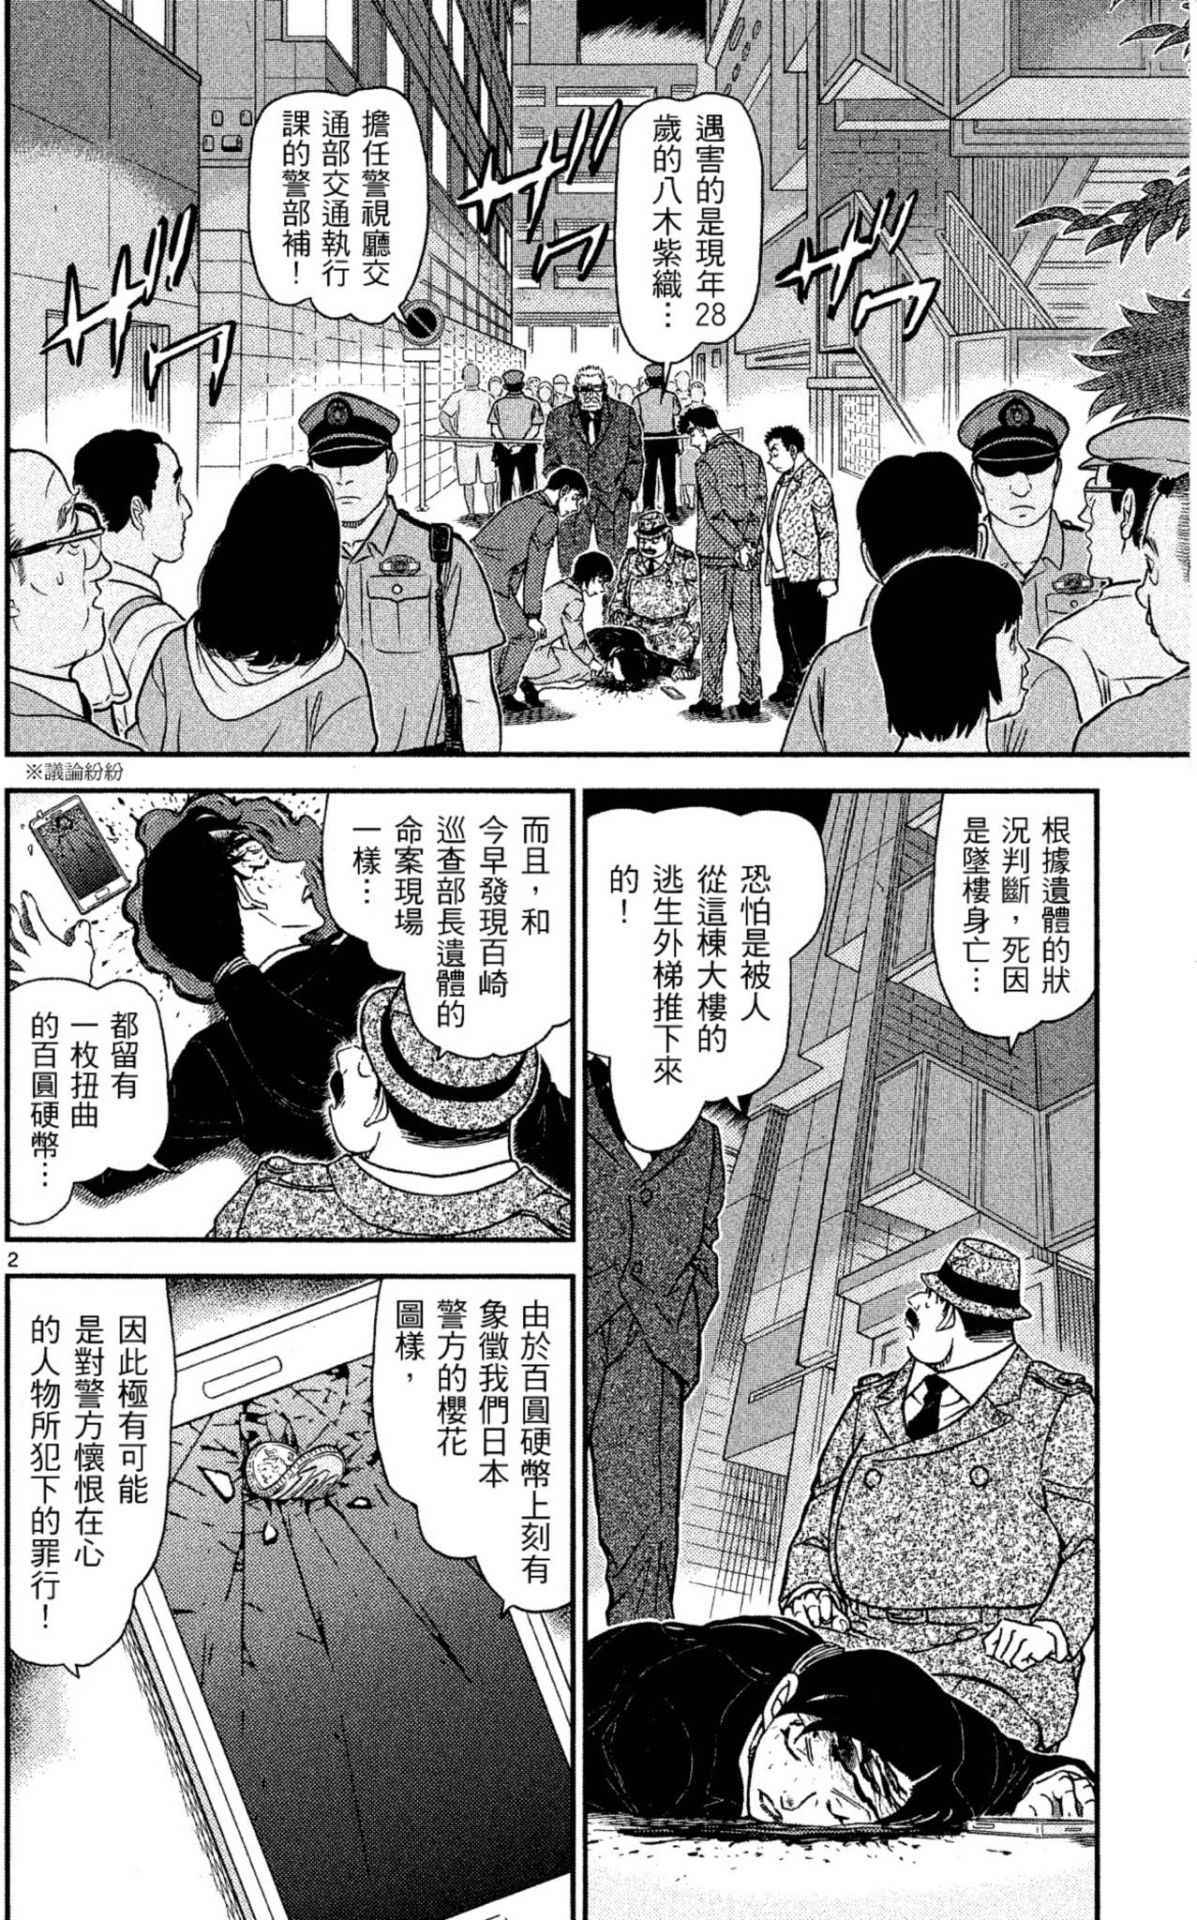 遇害的是現年28
歲的八木紫織…
擔任警視廳交
通部交通執行
課的警部補！
ザワ
ザワ
ザワ
※議論紛紛
根據遺體的狀
況判斷，死因
是墜樓身亡…
恐怕是被人
從這棟大樓的
逃生外梯推下來
的！
而且，和
今早發現百崎
巡查部長遺體的
命案現場
一樣…
都留有
一枚扭曲
的百圓硬幣…
2
由於百圓硬幣上刻有
象徵我們日本
警方的櫻花
圖樣，
因此極有可能
是對警方懷恨在心
的人物所犯下的罪行！